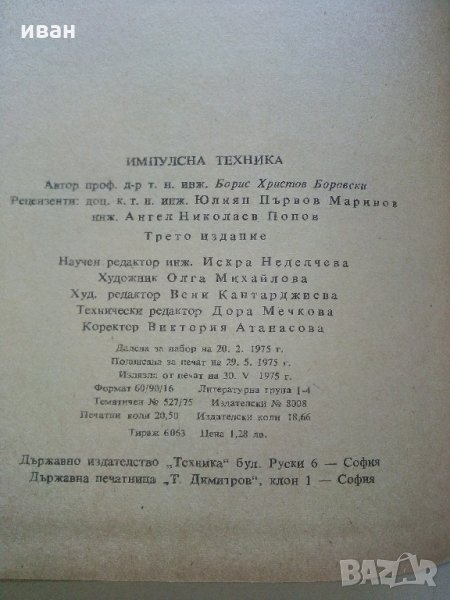 иван
ИМПУЛСНА ТЕХНИКА
Автор проф. д-р т. н. инж. Борис Христов Боровски
Рецензенти: доц. к. т. н. инж. Юлиян Първов Маринов
инж. Ангел Николаев Попов
Трето издание
Научен редактор инж. Искра Неделчева
Художник Олга Михайлова
Худ. редактор Вени Кантарджиева
Технически редактор Дора Мечкова
Коректор Виктория Атанасова
Дадена за набор на 20. 2. 1975 г.
Подписана за печат на 29. 5. 1975 г.
Излязла от печат на 30. V 1975 г.
Формат 60/90/16 Литературна група 1-4
Тематичен № 527/75 Издателски № 8008
Печатни коли 20,50 Издателски коли 18,66
Тираж 6063 Цена 1,28 лв.
Държавно издателство „Техника" бул. Руски 6 — София
Държавна печатница „Т. Димитров", клон 1 — София
BAZAR